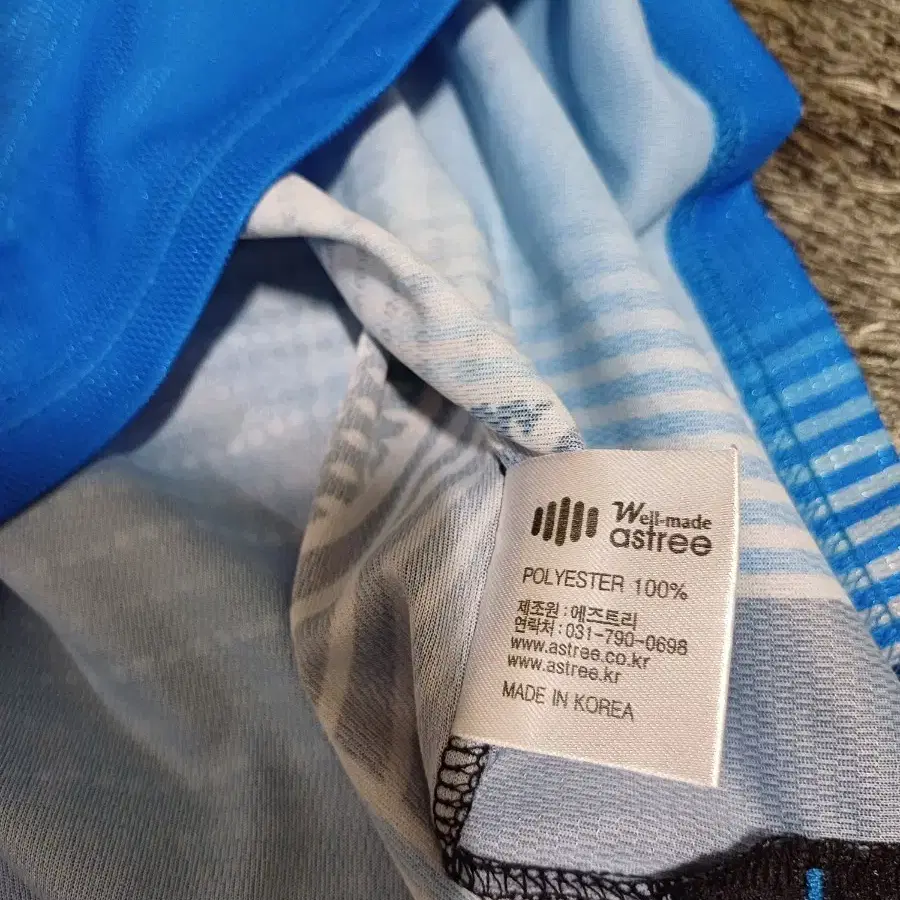 Well-made
astree
POLYESTER 100%
제조원 : 에즈트리
연락처 : 031-790-0698
www.astree.co.kr
www.astree.kr
MADE IN KOREA